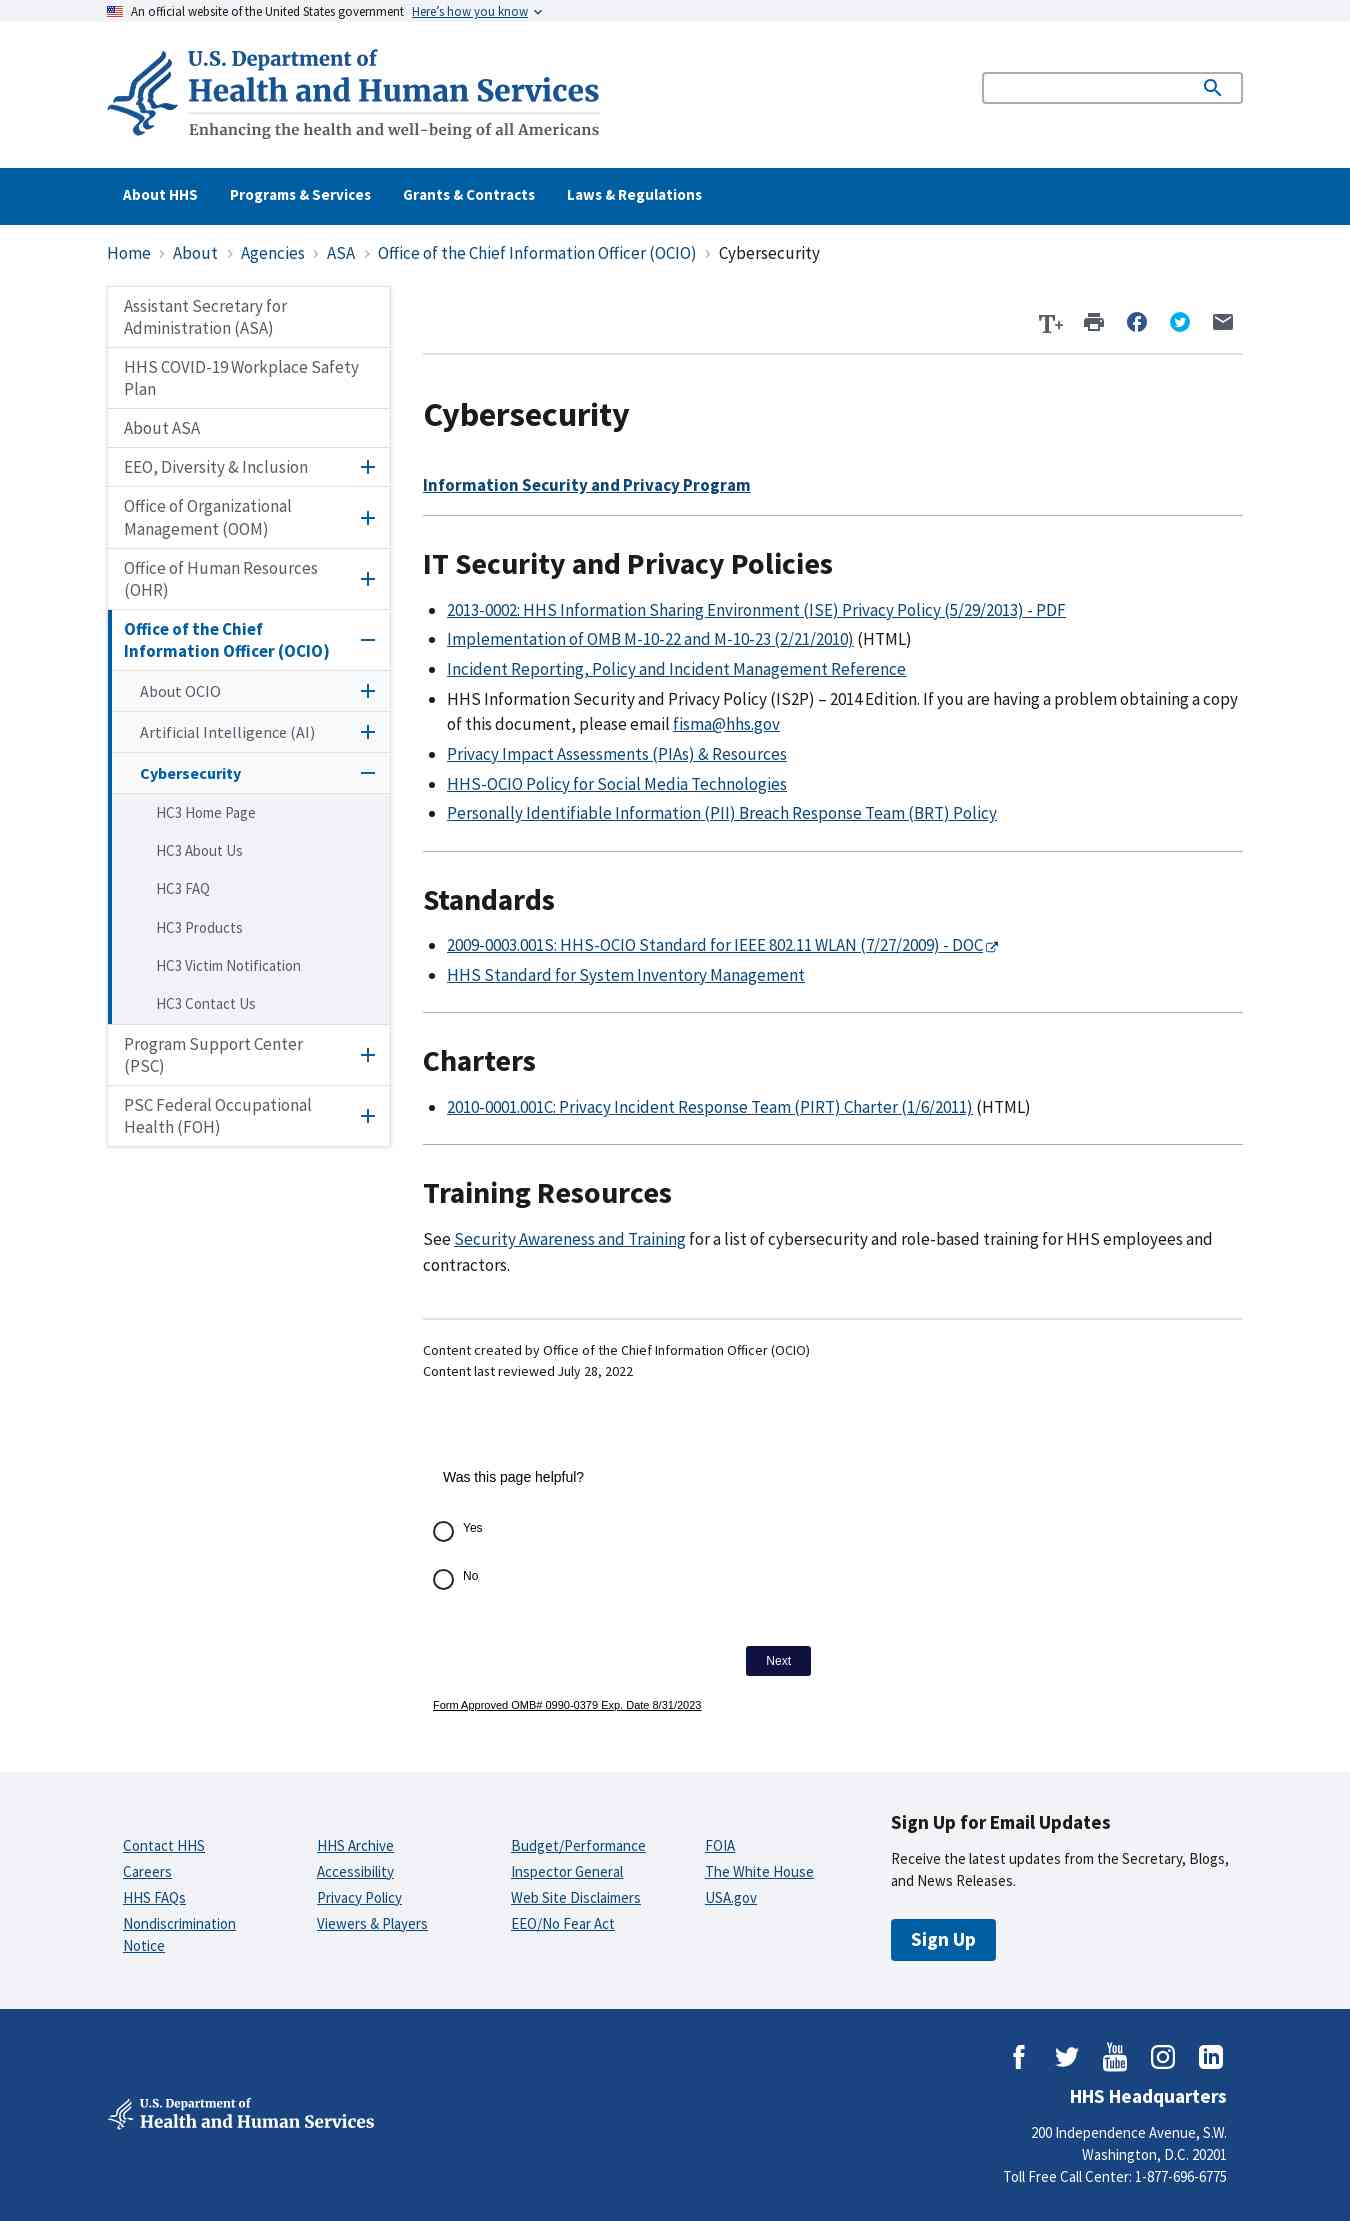 An official website of the United States government Here's how you know
U.S. Department of
Health and Human Services
Enhancing the health and well-being of all Americans
About HHS Programs & Services Grants & Contracts Laws & Regulations
Home › About › Agencies › ASA › Office of the Chief Information Officer (OCIO) › Cybersecurity
Assistant Secretary for
Administration (ASA)
HHS COVID-19 Workplace Safety
Plan
About ASA
EEO, Diversity & Inclusion
Office of Organizational
Management (OOM)
Office of Human Resources
(OHR)
Office of the Chief
Information Officer (OCIO)
About OCIO
Artificial Intelligence (AI)
Cybersecurity
HC3 Home Page
HC3 About Us
HC3 FAQ
HC3 Products
HC3 Victim Notification
HC3 Contact Us
Program Support Center
(PSC)
PSC Federal Occupational
Health (FOH)
T+
Cybersecurity
Information Security and Privacy Program
IT Security and Privacy Policies
• 2013-0002: HHS Information Sharing Environment (ISE) Privacy Policy (5/29/2013) - PDF
• Implementation of OMB M-10-22 and M-10-23 (2/21/2010) (HTML)
• Incident Reporting, Policy and Incident Management Reference
• HHS Information Security and Privacy Policy (IS2P) – 2014 Edition. If you are having a problem obtaining a copy
of this document, please email fisma@hhs.gov
• Privacy Impact Assessments (PIAs) & Resources
• HHS-OCIO Policy for Social Media Technologies
• Personally Identifiable Information (PII) Breach Response Team (BRT) Policy
Standards
• 2009-0003.001S: HHS-OCIO Standard for IEEE 802.11 WLAN (7/27/2009) - DOC
• HHS Standard for System Inventory Management
Charters
• 2010-0001.001C: Privacy Incident Response Team (PIRT) Charter (1/6/2011) (HTML)
Training Resources
See Security Awareness and Training for a list of cybersecurity and role-based training for HHS employees and
contractors.
Content created by Office of the Chief Information Officer (OCIO)
Content last reviewed July 28, 2022
Was this page helpful?
Yes
No
Next
Form Approved OMB# 0990-0379 Exp. Date 8/31/2023
Contact HHS
Careers
HHS FAQs
Nondiscrimination
Notice
HHS Archive
Accessibility
Privacy Policy
Viewers & Players
Budget/Performance
Inspector General
Web Site Disclaimers
EEO/No Fear Act
FOIA
The White House
USA.gov
Sign Up for Email Updates
Receive the latest updates from the Secretary, Blogs,
and News Releases.
Sign Up
You
Tube
U.S. Department of
Health and Human Services
HHS Headquarters
200 Independence Avenue, S.W.
Washington, D.C. 20201
Toll Free Call Center: 1-877-696-6775